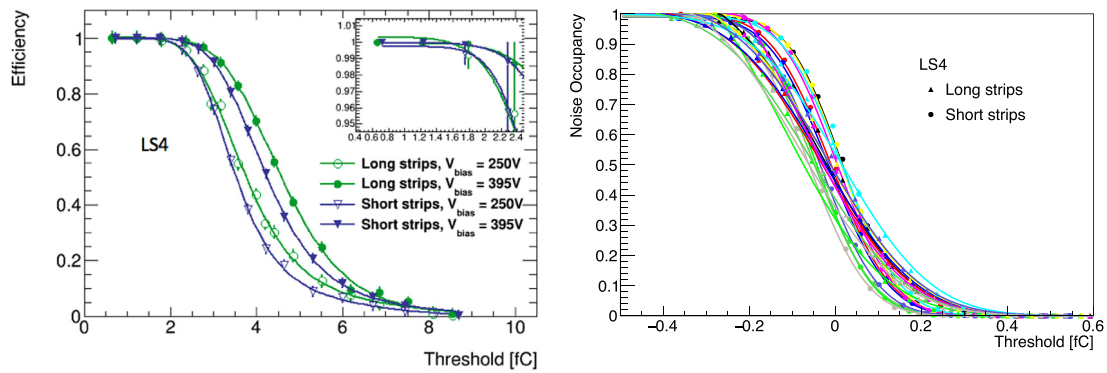 Efficiency
1
0.8
0.6
0.4
0.2
0
0 2 4 6 8 10
Threshold [fC]
LS4
1.01
1
0.99
0.98
0.97
0.96
0.95
0.4 0.6 0.8 1 1.2 1.4 1.6 1.8 2 2.2 2.4
Long strips, Vbias = 250V
Long strips, Vbias = 395V
Short strips, Vbias = 250V
Short strips, Vbias = 395V
Noise Occupancy
1
0.9
0.8
0.7
0.6
0.5
0.4
0.3
0.2
0.1
0
−0.4 −0.2 0 0.2 0.4 0.6
Threshold [fC]
LS4
Long strips
Short strips